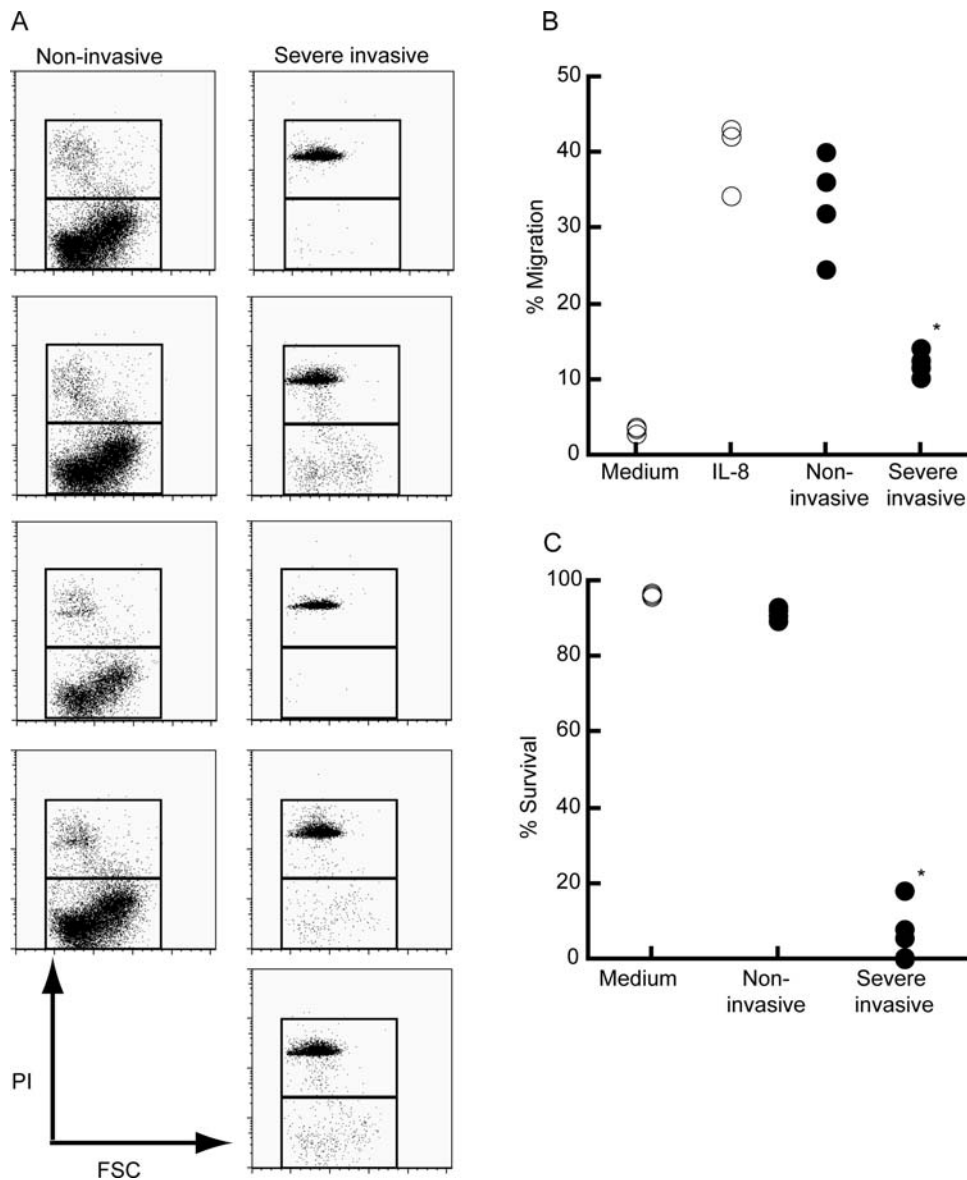 A
Non-invasive
Severe invasive
PI
FSC
B
50
40
30
20
10
0
% Migration
Medium
IL-8
Non-
invasive
Severe
invasive
*
C
100
80
60
40
20
0
% Survival
Medium
Non-
invasive
Severe
invasive
*